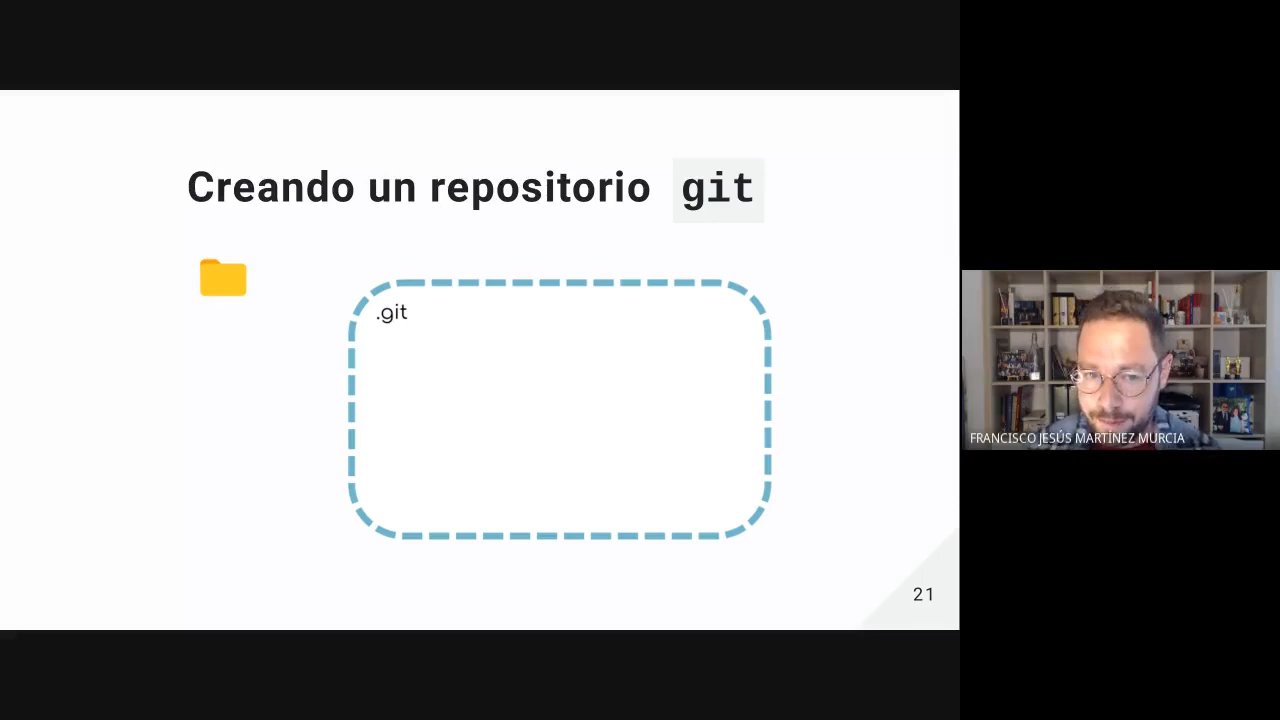 Creando un repositorio git
.git
21
FRANCISCO JESÚS MARTÍNEZ MURCIA